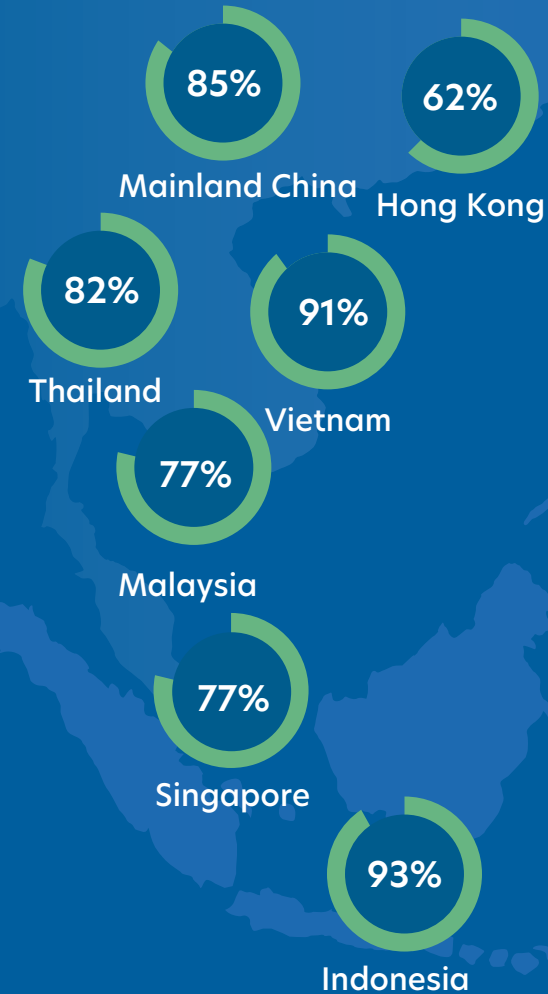 85%
Mainland China
62%
Hong Kong
82%
Thailand
91%
Vietnam
77%
Malaysia
77%
Singapore
93%
Indonesia